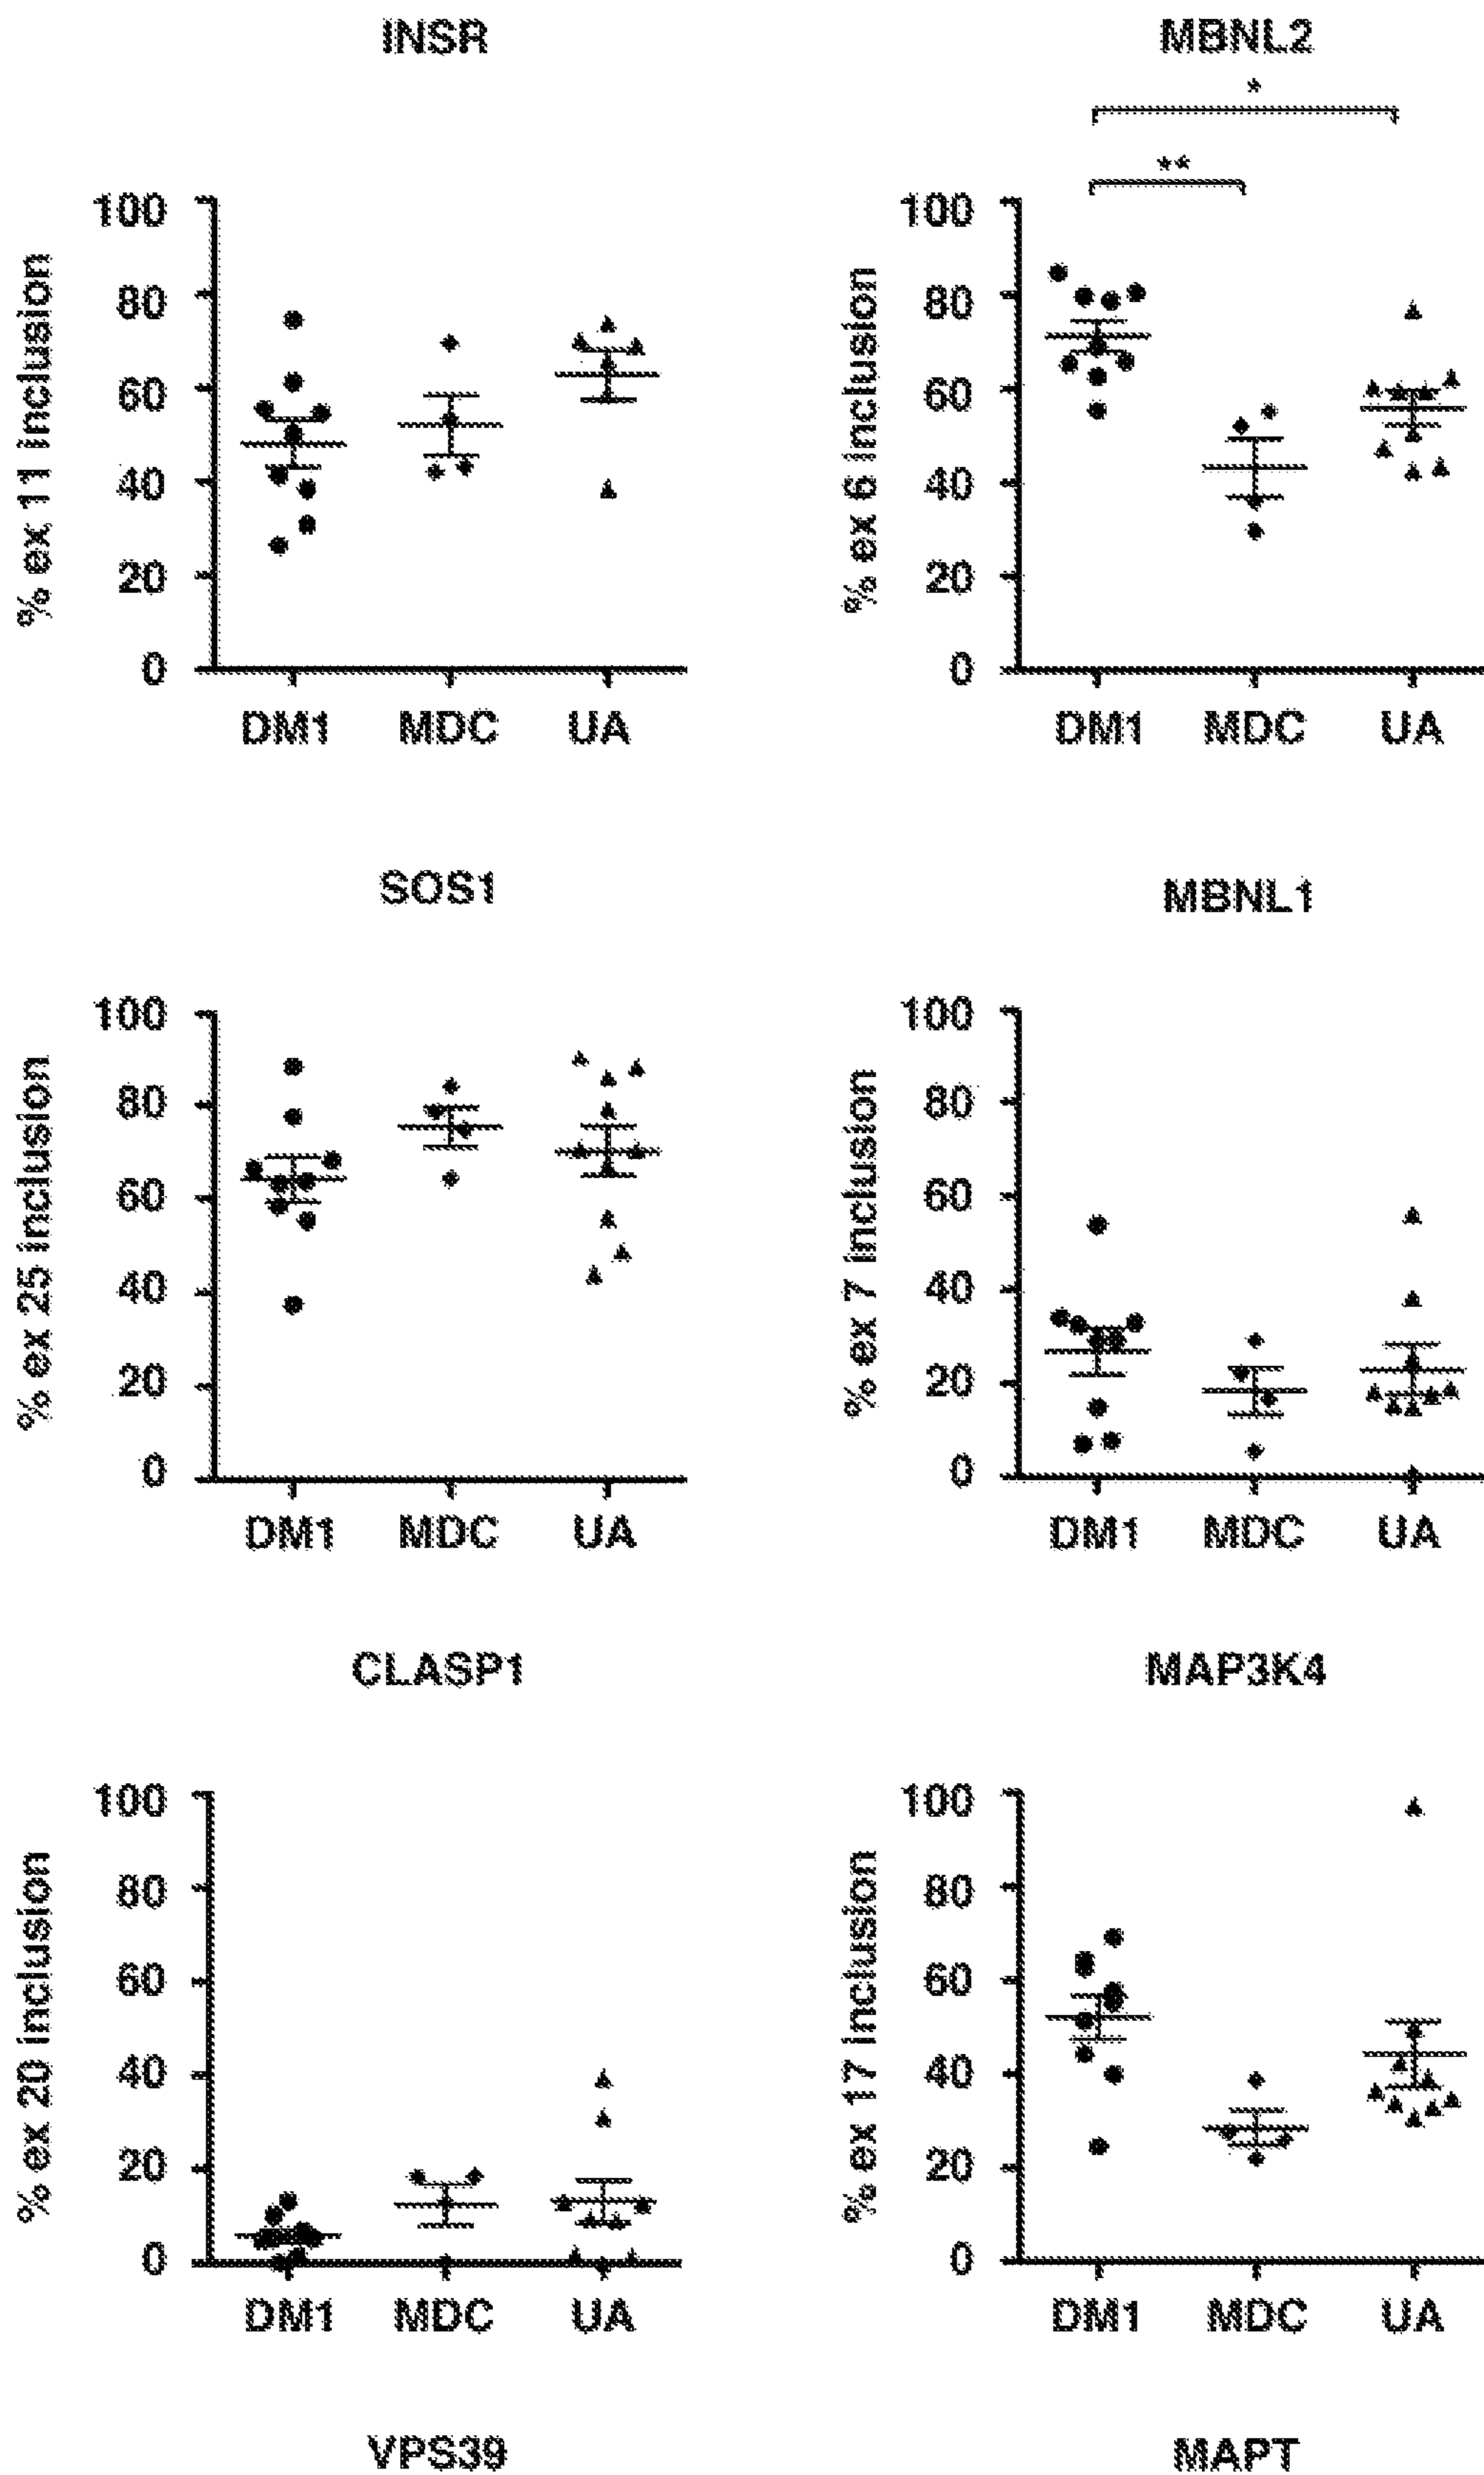 INSR
% ex 11 inclusion
100
80
60
40
20
0
DM1 MDC UA
MBNL2
*
**
% ex 6 inclusion
100
80
60
40
20
0
DM1 MDC UA
SOS1
% ex 25 inclusion
100
80
60
40
20
0
DM1 MDC UA
MBNL1
% ex 7 inclusion
100
80
60
40
20
0
DM1 MDC UA
CLASP1
% ex 20 inclusion
100
80
60
40
20
0
DM1 MDC UA
MAP3K4
% ex 17 inclusion
100
80
60
40
20
0
DM1 MDC UA
VPS39
MAPT